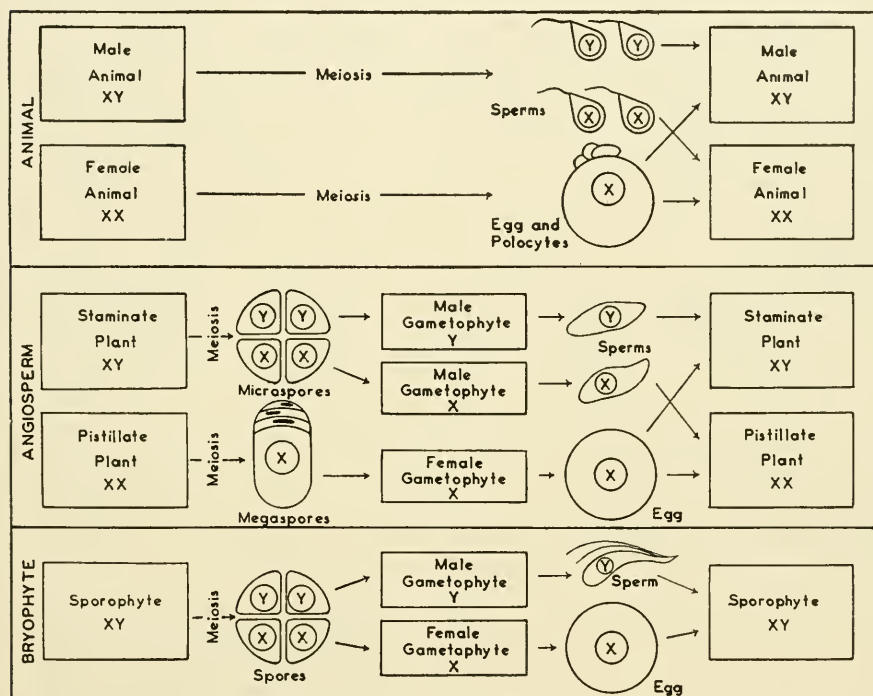 ANIMAL
Male
Animal
XY
Meiosis
Y Y
Sperms
X X
Male
Animal
XY
Female
Animal
XX
Meiosis
X
Egg and
Polocytes
Female
Animal
XX
ANGIOSPERM
Staminate
Plant
XY
Meiosis
Y Y
X X
Micraspores
Male
Gametophyte
Y
Male
Gametophyte
X
Y
Sperms
X
Staminate
Plant
XY
Pistillate
Plant
XX
Meiosis
X
Megaspores
Female
Gametophyte
X
X
Egg
Pistillate
Plant
XX
BRYOPHYTE
Sporophyte
XY
Meiosis
Y Y
X X
Spores
Male
Gametophyte
Y
Female
Gametaphyte
X
Y
Sperm
X
Egg
Sporophyte
XY